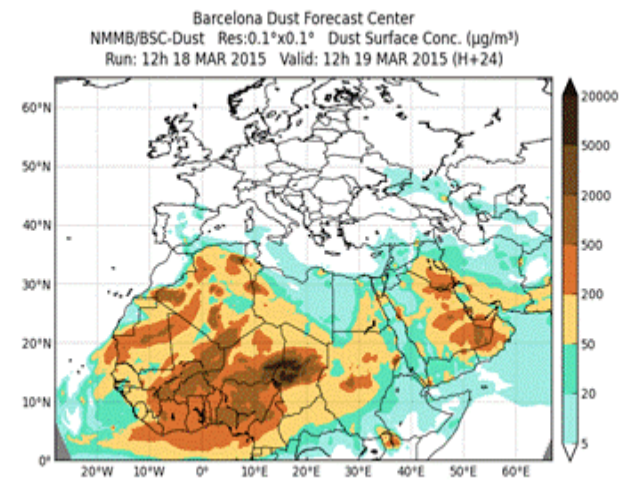 Barcelona Dust Forecast Center
NMMB/BSC-Dust Res:0.1°x0.1° Dust Surface Conc. (µg/m³)
Run: 12h 18 MAR 2015 Valid: 12h 19 MAR 2015 (H+24)
60°N
50°N
40°N
30°N
20°N
10°N
0°
20°W
10°W
0°
10°E
20°E
30°E
40°E
50°E
60°E
20000
5000
2000
500
200
50
20
5